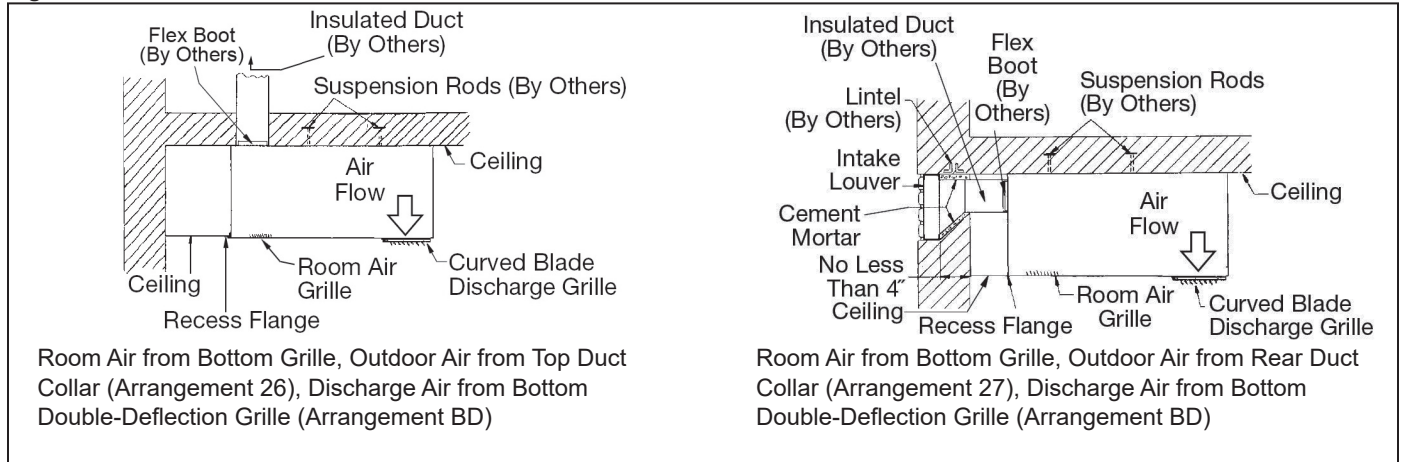 Flex Boot
(By Others)
Insulated Duct
(By Others)
Suspension Rods (By Others)
Ceiling
Air
Flow
Ceiling
Room Air
Grille
Curved Blade
Discharge Grille
Recess Flange
Room Air from Bottom Grille, Outdoor Air from Top Duct
Collar (Arrangement 26), Discharge Air from Bottom
Double-Deflection Grille (Arrangement BD)
Insulated Duct
(By Others)
Flex
Boot
(By
Others)
Suspension Rods
(By Others)
Lintel
(By Others)
Intake
Louver
Ceiling
Air
Flow
Cement
Mortar
No Less
Than 4″
Ceiling
Recess Flange
Room Air
Grille
Curved Blade
Discharge Grille
Room Air from Bottom Grille, Outdoor Air from Rear Duct
Collar (Arrangement 27), Discharge Air from Bottom
Double-Deflection Grille (Arrangement BD)